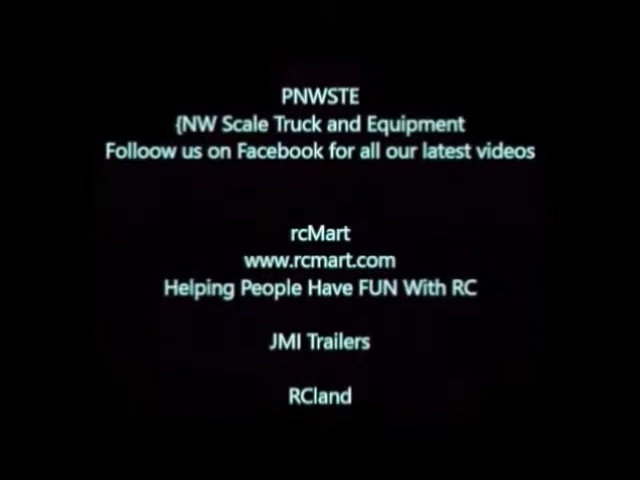 PNWSTE
{NW Scale Truck and Equipment
Folloow us on Facebook for all our latest videos
rcMart
www.rcmart.com
Helping People Have FUN With RC
JMI Trailers
RCland